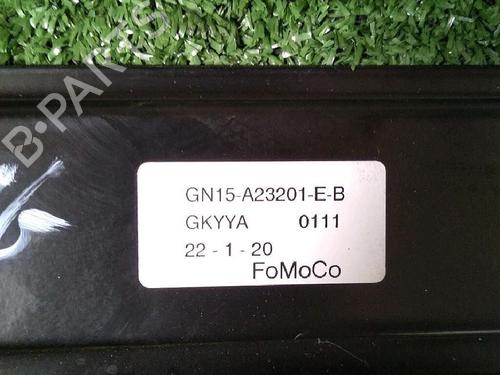 B-PARTS
GN15-A23201-E-B
GKYYA 0111
22 - 1 - 20
FoMoCo